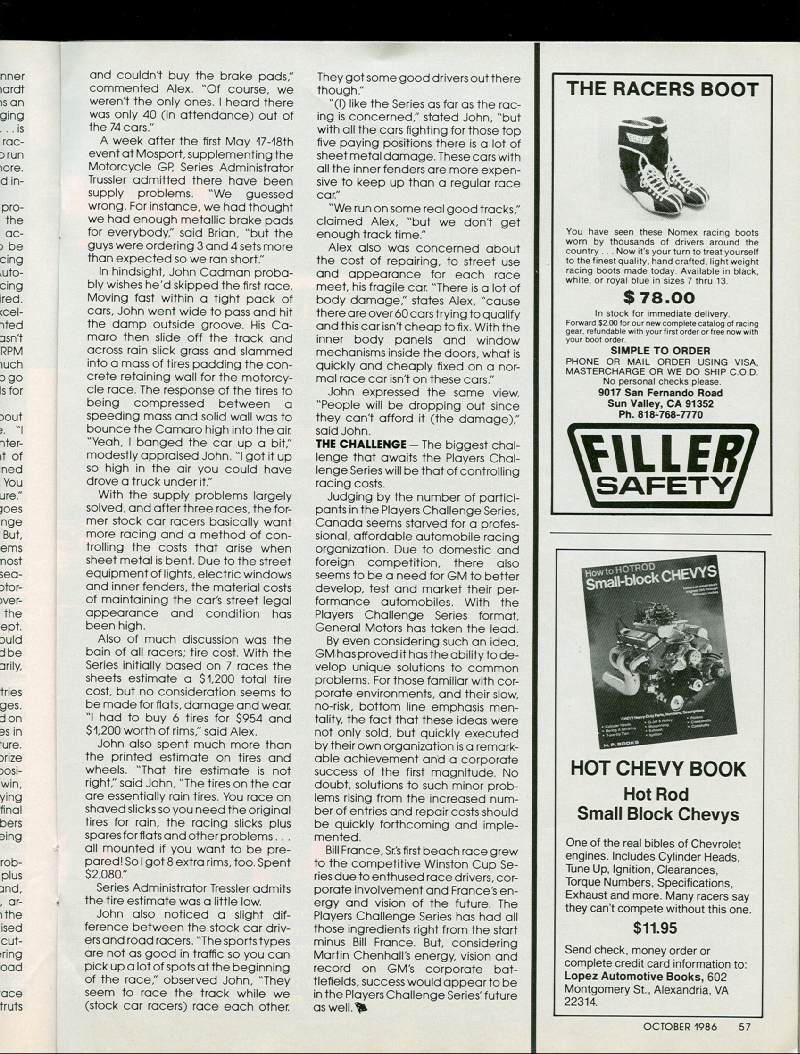 and couldn't buy the brake pads,"
commented Alex. "Of course, we
weren't the only ones. I heard there
was only 40 (in attendance) out of
the 74 cars."
A week after the first May 17-18th
event at Mosport, supplementing the
Motorcycle GP, Series Administrator
Trussler admitted there have been
supply problems. "We guessed
wrong. For instance, we had thought
we had enough metallic brake pads
for everybody," said Brian, "but the
guys were ordering 3 and 4 sets more
than expected so we ran short."
In hindsight, John Cadman proba-
bly wishes he'd skipped the first race.
Moving fast within a tight pack of
cars, John went wide to pass and hit
the damp outside groove. His Ca-
maro then slide off the track and
across rain slick grass and slammed
into a mass of tires padding the con-
crete retaining wall for the motorcy-
cle race. The response of the tires to
being compressed between a
speeding mass and solid wall was to
bounce the Camaro high into the air.
"Yeah, I banged the car up a bit,"
modestly appraised John. "I got it up
so high in the air you could have
drove a truck under it."
With the supply problems largely
solved, and after three races, the for-
mer stock car racers basically want
more racing and a method of con-
trolling the costs that arise when
sheet metal is bent. Due to the street
equipment of lights, electric windows
and inner fenders, the material costs
of maintaining the car's street legal
appearance and condition has
been high.
Also of much discussion was the
bain of all racers; tire cost. With the
Series initially based on 7 races the
sheets estimate a $1,200 total tire
cost, but no consideration seems to
be made for flats, damage and wear.
"I had to buy 6 tires for $954 and
$1,200 worth of rims," said Alex.
John also spent much more than
the printed estimate on tires and
wheels. "That tire estimate is not
right," said John, "The tires on the car
are essentially rain tires. You race on
shaved slicks so you need the original
tires for rain, the racing slicks plus
spares for flats and other problems . . .
all mounted if you want to be pre-
pared! So I got 8 extra rims, too. Spent
$2,080."
Series Administrator Tressler admits
the tire estimate was a little low.
John also noticed a slight dif-
ference between the stock car driv-
ers and road racers. "The sports types
are not as good in traffic so you can
pick up a lot of spots at the beginning
of the race," observed John, "They
seem to race the track while we
(stock car racers) race each other.
They got some good drivers out there
though."
"(I) like the Series as far as the rac-
ing is concerned," stated John, "but
with all the cars fighting for those top
five paying positions there is a lot of
sheet metal damage. These cars with
all the inner fenders are more expen-
sive to keep up than a regular race
car."
"We run on some real good tracks,"
claimed Alex, "but we don't get
enough track time."
Alex also was concerned about
the cost of repairing, to street use
and appearance for each race
meet, his fragile car. "There is a lot of
body damage," states Alex, "cause
there are over 60 cars trying to qualify
and this car isn't cheap to fix. With the
inner body panels and window
mechanisms inside the doors, what is
quickly and cheaply fixed on a nor-
mal race car isn't on these cars."
John expressed the same view.
"People will be dropping out since
they can't afford it (the damage),"
said John.
THE CHALLENGE — The biggest chal-
lenge that awaits the Players Chal-
lenge Series will be that of controlling
racing costs.
Judging by the number of partici-
pants in the Players Challenge Series,
Canada seems starved for a profes-
sional, affordable automobile racing
organization. Due to domestic and
foreign competition, there also
seems to be a need for GM to better
develop, test and market their per-
formance automobiles. With the
Players Challenge Series format,
General Motors has taken the lead.
By even considering such an idea,
GM has proved it has the ability to de-
velop unique solutions to common
problems. For those familiar with cor-
porate environments, and their slow,
no-risk, bottom line emphasis men-
tality, the fact that these ideas were
not only sold, but quickly executed
by their own organization is a remark-
able achievement and a corporate
success of the first magnitude. No
doubt, solutions to such minor prob-
lems rising from the increased num-
ber of entries and repair costs should
be quickly forthcoming and imple-
mented.
Bill France, Sr.'s first beach race grew
to the competitive Winston Cup Se-
ries due to enthused race drivers, cor-
porate involvement and France's en-
ergy and vision of the future. The
Players Challenge Series has had all
those ingredients right from the start
minus Bill France. But, considering
Martin Chenhall's energy, vision and
record on GM's corporate bat-
tlefields, success would appear to be
in the Players Challenge Series' future
as well.
THE RACERS BOOT
You have seen these Nomex racing boots
worn by thousands of drivers around the
country . . . Now it's your turn to treat yourself
to the finest quality, hand crafted, light weight
racing boots made today. Available in black,
white, or royal blue in sizes 7 thru 13.
$78.00
In stock for immediate delivery.
Forward $2.00 for our new complete catalog of racing
gear, refundable with your first order or free now with
your boot order.
SIMPLE TO ORDER
PHONE OR MAIL ORDER USING VISA,
MASTERCHARGE OR WE DO SHIP C.O.D.
No personal checks please.
9017 San Fernando Road
Sun Valley, CA 91352
Ph. 818-768-7770
FILLER
SAFETY
How to HOTROD
Small-block CHEVYS
H.P. BOOKS
HOT CHEVY BOOK
Hot Rod
Small Block Chevys
One of the real bibles of Chevrolet
engines. Includes Cylinder Heads,
Tune Up, Ignition, Clearances,
Torque Numbers, Specifications,
Exhaust and more. Many racers say
they can't compete without this one.
$11.95
Send check, money order or
complete credit card information to:
Lopez Automotive Books, 602
Montgomery St., Alexandria, VA
22314.
OCTOBER 1986 57